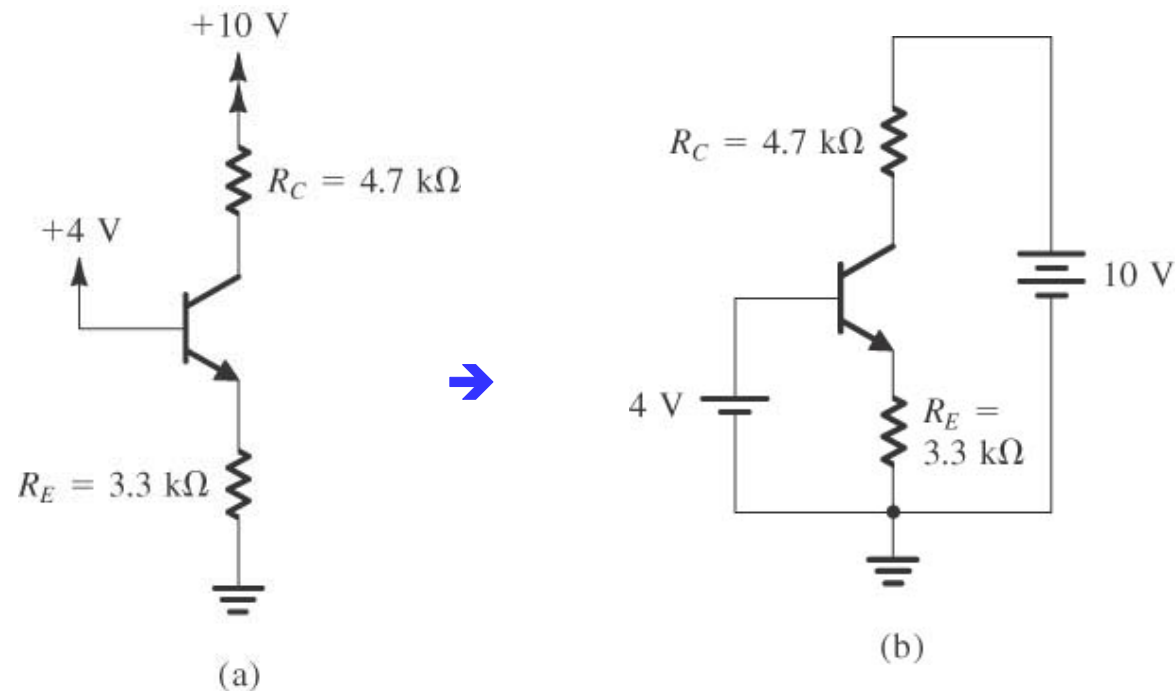 +10 V
R_C = 4.7 kΩ
+4 V
R_E = 3.3 kΩ
(a)
R_C = 4.7 kΩ
10 V
4 V
R_E =
3.3 kΩ
(b)